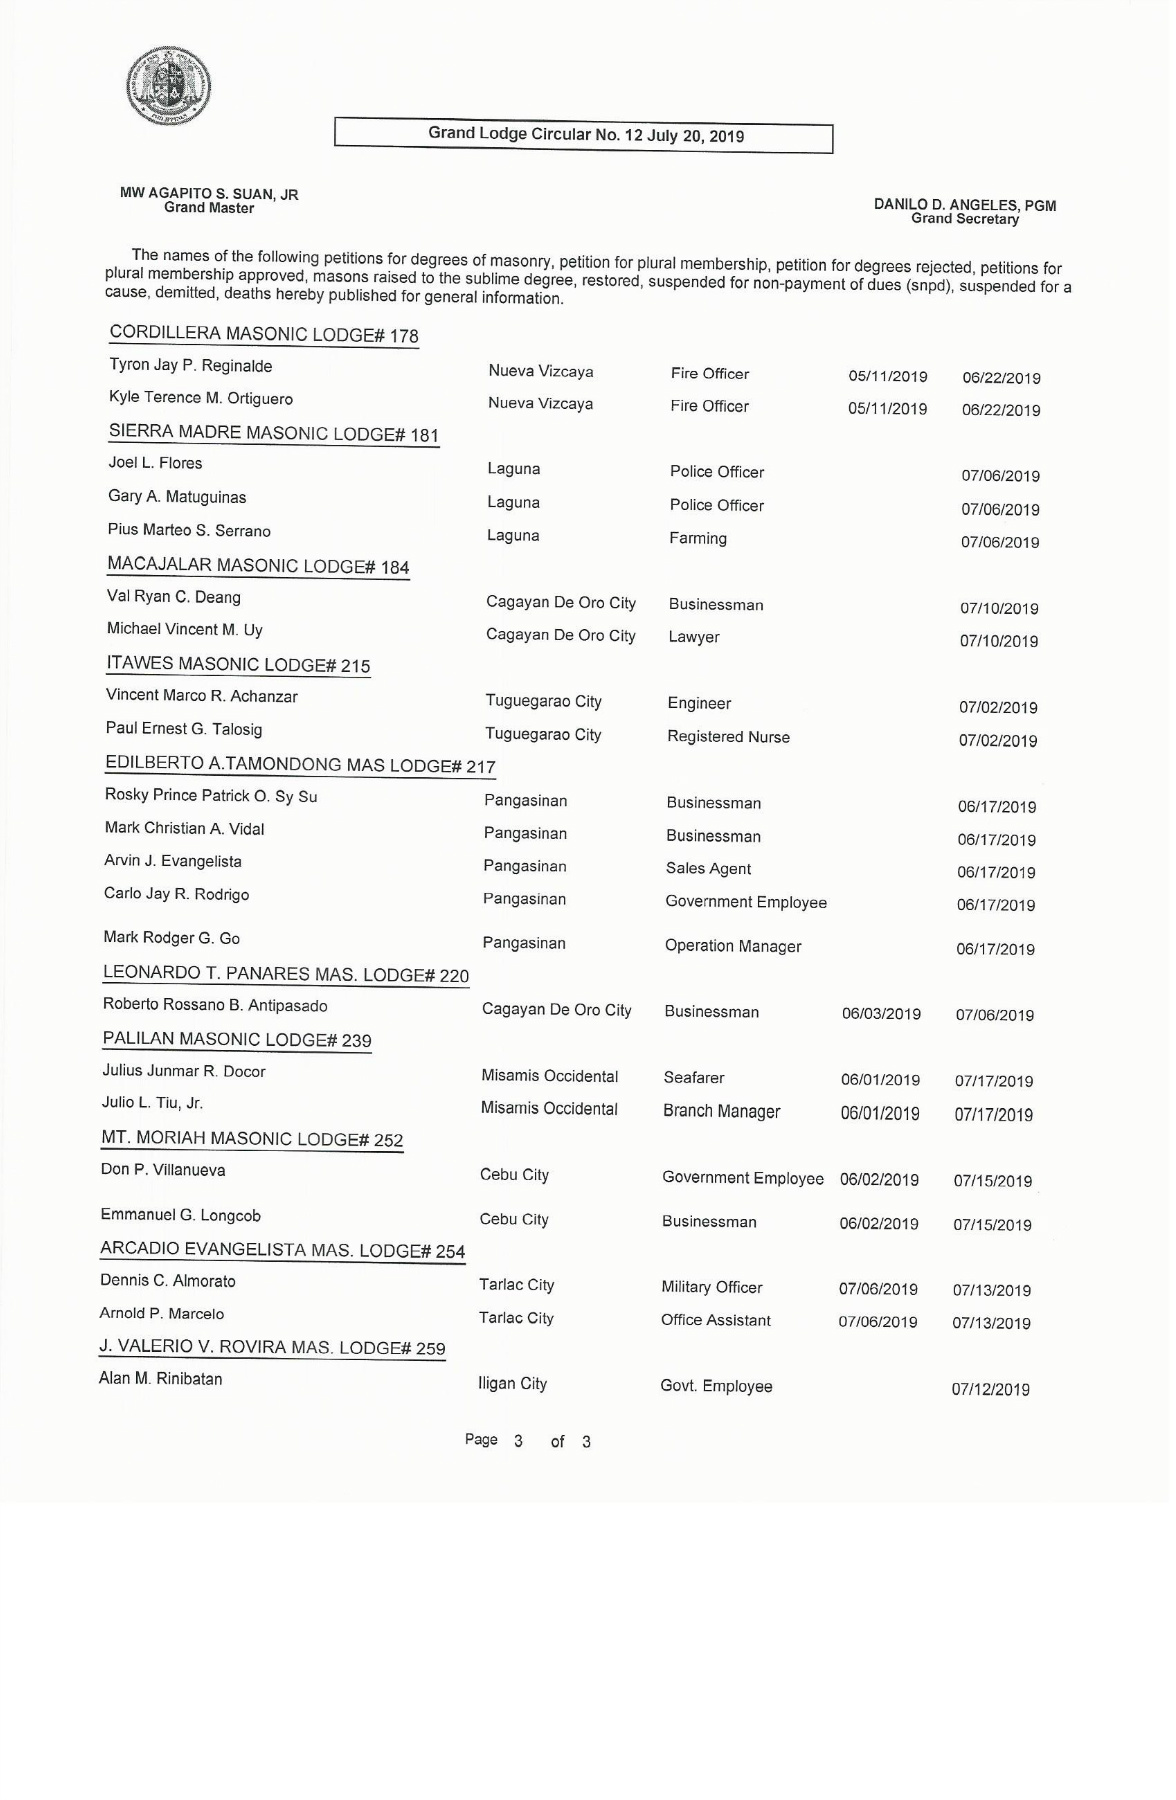 PHILIPPINES
Grand Lodge Circular No. 12 July 20, 2019
MW AGAPITO S. SUAN, JR
Grand Master
DANILO D. ANGELES, PGM
Grand Secretary
The names of the following petitions for degrees of masonry, petition for plural membership, petition for degrees rejected, petitions for
plural membership approved, masons raised to the sublime degree, restored, suspended for non-payment of dues (snpd), suspended for a
cause, demitted, deaths hereby published for general information.
CORDILLERA MASONIC LODGE# 178
Tyron Jay P. Reginalde Nueva Vizcaya Fire Officer 05/11/2019 06/22/2019
Kyle Terence M. Ortiguero Nueva Vizcaya Fire Officer 05/11/2019 06/22/2019
SIERRA MADRE MASONIC LODGE# 181
Joel L. Flores Laguna Police Officer 07/06/2019
Gary A. Matuguinas Laguna Police Officer 07/06/2019
Pius Marteo S. Serrano Laguna Farming 07/06/2019
MACAJALAR MASONIC LODGE# 184
Val Ryan C. Deang Cagayan De Oro City Businessman 07/10/2019
Michael Vincent M. Uy Cagayan De Oro City Lawyer 07/10/2019
ITAWES MASONIC LODGE# 215
Vincent Marco R. Achanzar Tuguegarao City Engineer 07/02/2019
Paul Ernest G. Talosig Tuguegarao City Registered Nurse 07/02/2019
EDILBERTO A.TAMONDONG MAS LODGE# 217
Rosky Prince Patrick O. Sy Su Pangasinan Businessman 06/17/2019
Mark Christian A. Vidal Pangasinan Businessman 06/17/2019
Arvin J. Evangelista Pangasinan Sales Agent 06/17/2019
Carlo Jay R. Rodrigo Pangasinan Government Employee 06/17/2019
Mark Rodger G. Go Pangasinan Operation Manager 06/17/2019
LEONARDO T. PANARES MAS. LODGE# 220
Roberto Rossano B. Antipasado Cagayan De Oro City Businessman 06/03/2019 07/06/2019
PALILAN MASONIC LODGE# 239
Julius Junmar R. Docor Misamis Occidental Seafarer 06/01/2019 07/17/2019
Julio L. Tiu, Jr. Misamis Occidental Branch Manager 06/01/2019 07/17/2019
MT. MORIAH MASONIC LODGE# 252
Don P. Villanueva Cebu City Government Employee 06/02/2019 07/15/2019
Emmanuel G. Longcob Cebu City Businessman 06/02/2019 07/15/2019
ARCADIO EVANGELISTA MAS. LODGE# 254
Dennis C. Almorato Tarlac City Military Officer 07/06/2019 07/13/2019
Arnold P. Marcelo Tarlac City Office Assistant 07/06/2019 07/13/2019
J. VALERIO V. ROVIRA MAS. LODGE# 259
Alan M. Rinibatan Iligan City Govt. Employee 07/12/2019
Page 3 of 3